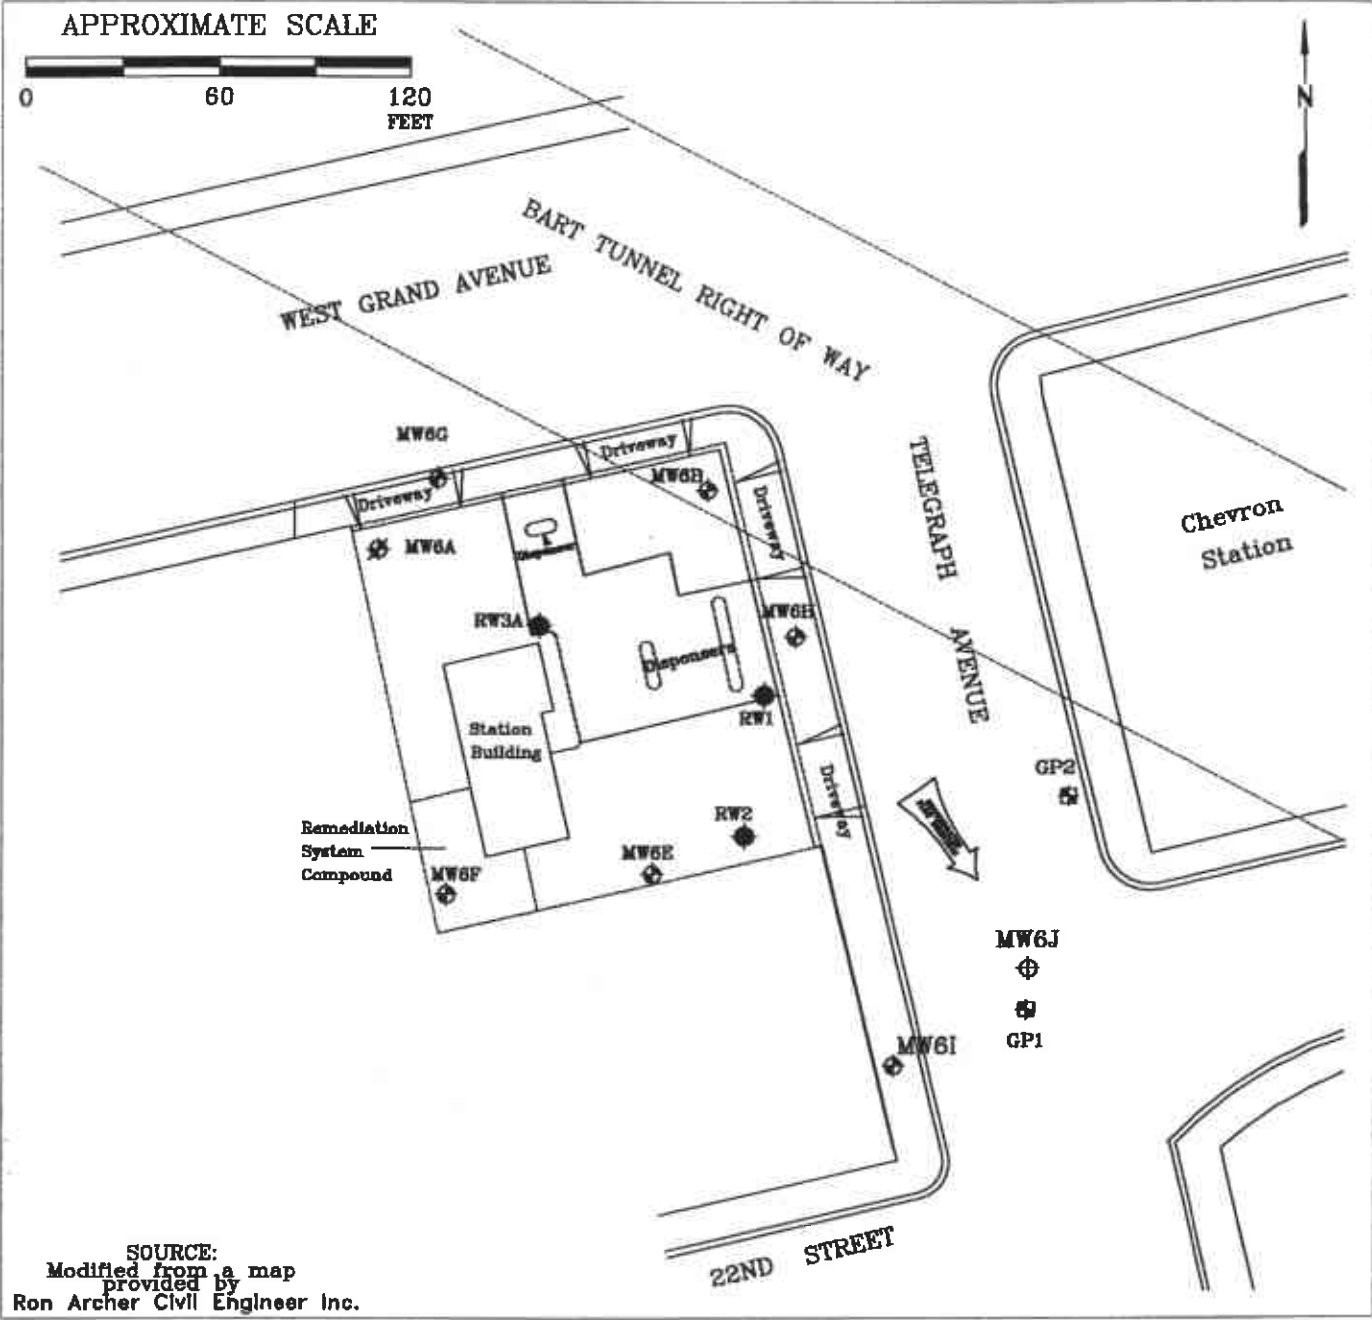 APPROXIMATE SCALE
0 60 120
FEET
N
BART TUNNEL RIGHT OF WAY
WEST GRAND AVENUE
MW6G
Driveway
MW6B
Driveway
Driveway
TELEGRAPH AVENUE
Chevron
Station
MW6A
Dispenser
RW3A
MW6H
Dispensers
RW1
Station
Building
Driveway
GP2
RW2
Remediation
System
Compound
MW6E
MW6F
MW6J
GP1
MW6I
22ND STREET
SOURCE:
Modified from a map
provided by
Ron Archer Civil Engineer Inc.